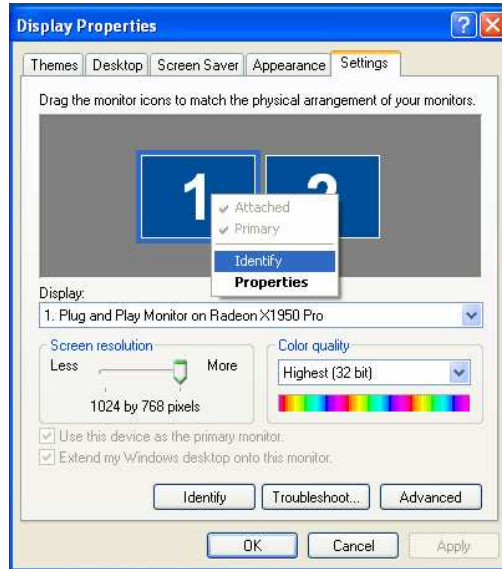 Display Properties
Themes Desktop Screen Saver Appearance Settings
Drag the monitor icons to match the physical arrangement of your monitors.
1 2
Attached
Primary
Identify
Properties
Display:
1. Plug and Play Monitor on Radeon X1950 Pro
Screen resolution
Less More
1024 by 768 pixels
Color quality
Highest (32 bit)
Use this device as the primary monitor.
Extend my Windows desktop onto this monitor.
Identify Troubleshoot... Advanced
OK Cancel Apply